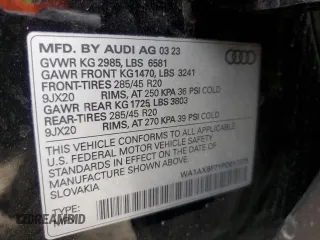 MFD. BY AUDI AG 03 23
GVWR KG 2985, LBS 6581
GAWR FRONT KG1470, LBS 3241
FRONT-TIRES 285/45 R20
9JX20 RIMS, AT 250 KPA 36 PSI COLD
GAWR REAR KG 1725, LBS 3803
REAR-TIRES 285/45 R20
9JX20 RIMS, AT 270 KPA 39 PSI COLD
THIS VEHICLE CONFORMS TO ALL APPLICABLE
U.S. FEDERAL MOTOR VEHICLE SAFETY
STANDARDS IN EFFECT ON THE DATE OF
MANUFACTURE SHOWN ABOVE.
SLOVAKIA
TYPE: